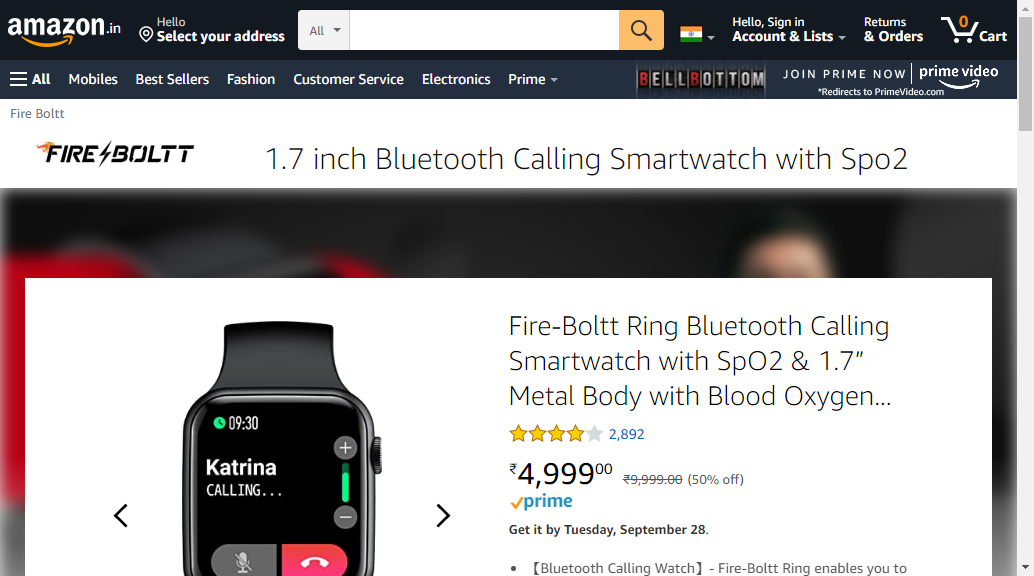 amazon.in
Hello
Select your address
All
0
Hello, Sign in
Account & Lists
Returns
& Orders
Cart
All
Mobiles
Best Sellers
Fashion
Customer Service
Electronics
Prime
BELLBOTTOM
JOIN PRIME NOW
prime video
*Redirects to PrimeVideo.com
Fire Boltt
FIRE-BOLTT
1.7 inch Bluetooth Calling Smartwatch with Spo2
Fire-Boltt Ring Bluetooth Calling
Smartwatch with SpO2 & 1.7”
Metal Body with Blood Oxygen...
2,892
₹4,99900 ₹9,999.00 (50% off)
prime
Get it by Tuesday, September 28.
• 【Bluetooth Calling Watch】- Fire-Boltt Ring enables you to
09:30
Katrina
CALLING...